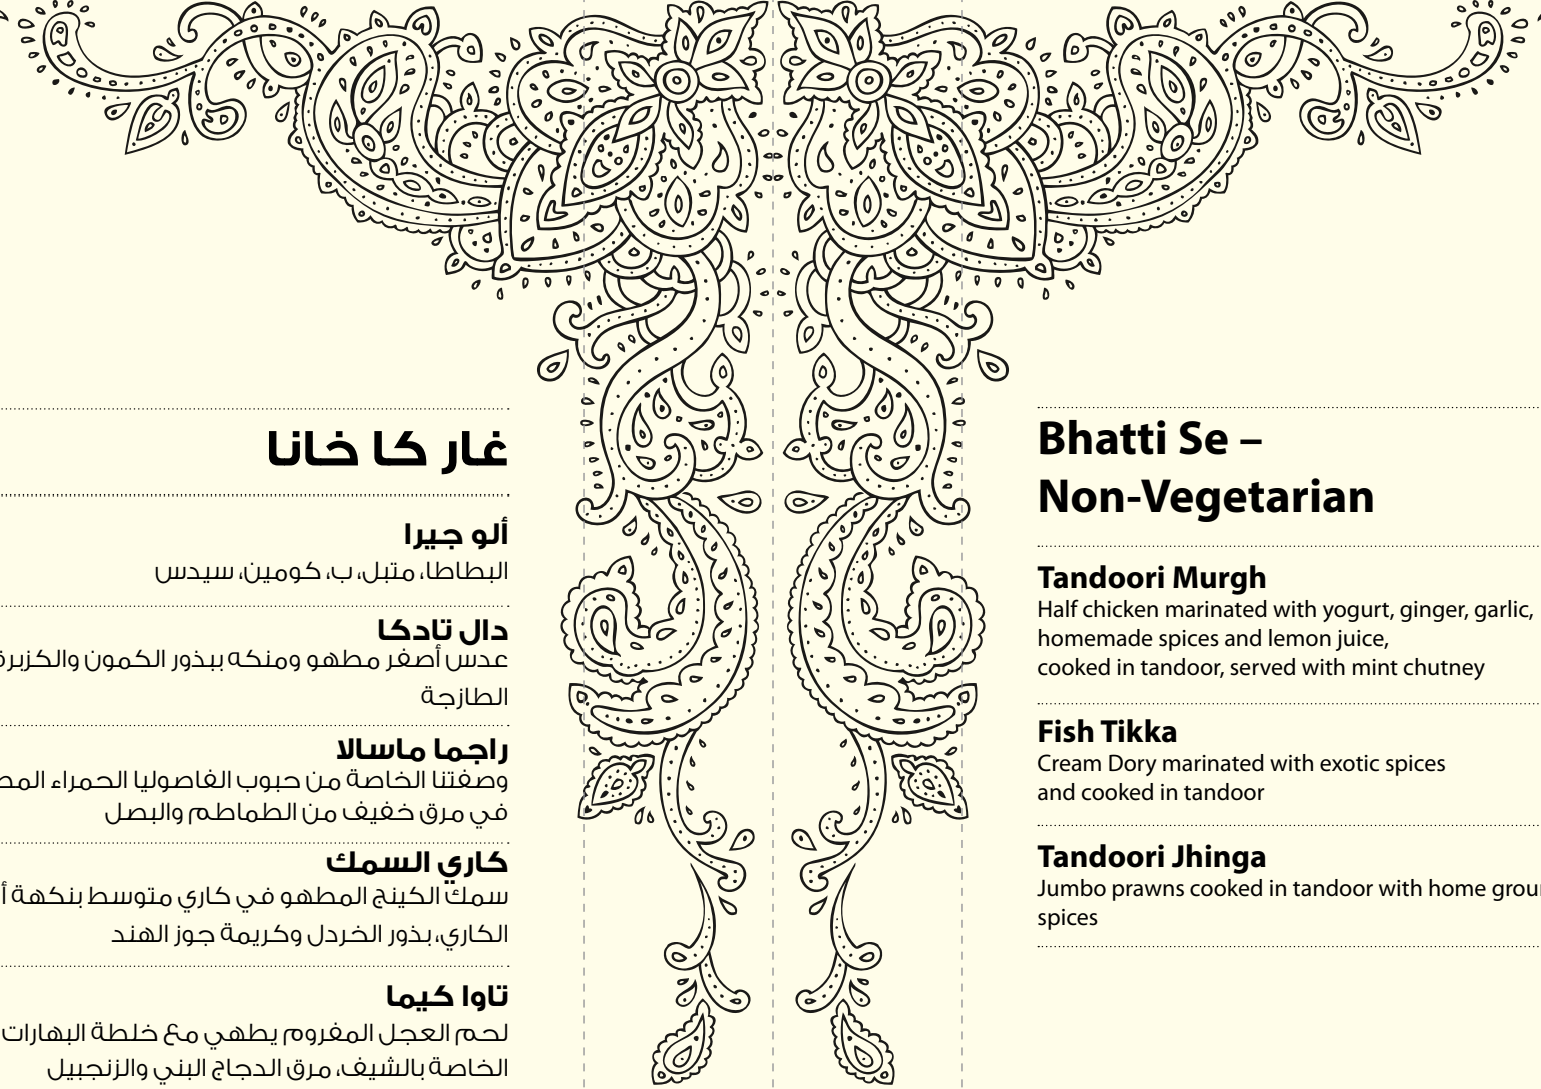 غار كا خانا
ألو جيرا
البطاطا، متبل، ب، كومين، سيدس
دال تادكا
عدس أصفر مطهو ومنكه ببذور الكمون والكزبرة
الطازجة
راجما ماسالا
وصفتنا الخاصة من حبوب الفاصوليا الحمراء
في مرق خفيف من الطماطم والبصل
كاري السمك
سمك الكينج المطهو في كاري متوسط بنكهة
الكاري، بذور الخردل وكريمة جوز الهند
تاوا كيما
لحم العجل المفروم يطهي مع خلطة البهارات
الخاصة بالشيف، مرق الدجاج البني والزنجبيل
Bhatti Se –
Non-Vegetarian
Tandoori Murgh
Half chicken marinated with yogurt, ginger, garlic,
homemade spices and lemon juice,
cooked in tandoor, served with mint chutney
Fish Tikka
Cream Dory marinated with exotic spices
and cooked in tandoor
Tandoori Jhinga
Jumbo prawns cooked in tandoor with home
spices